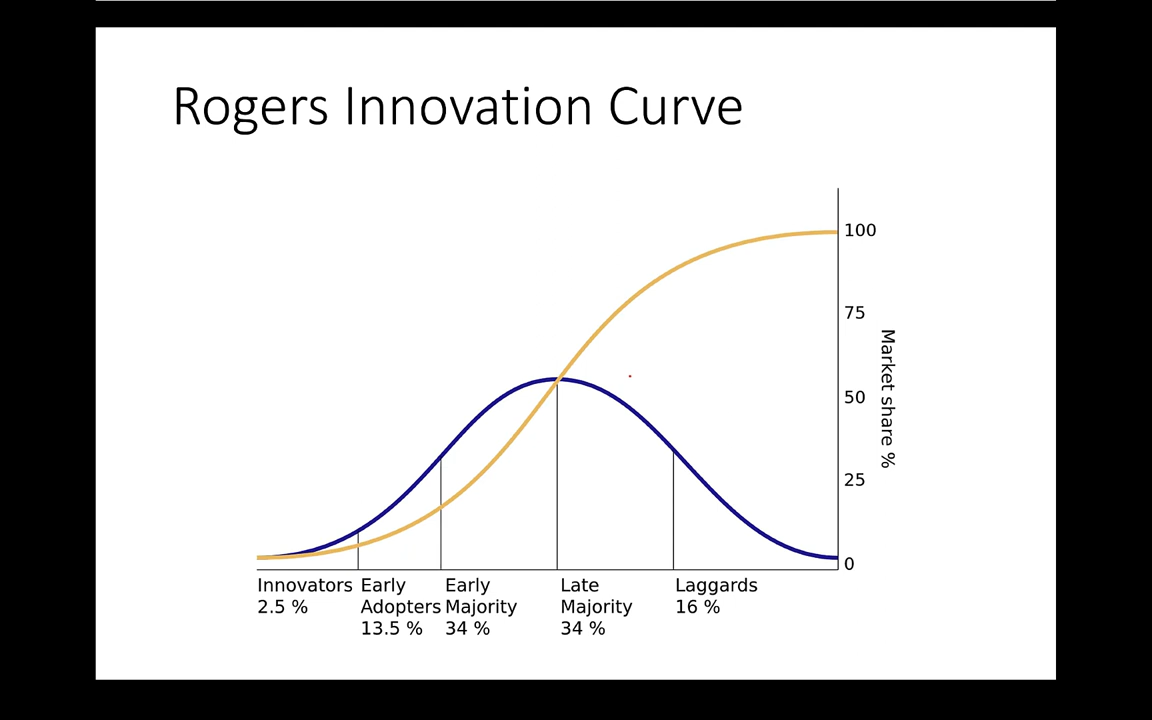 Rogers Innovation Curve
100
75
50
25
0
Market share %
Innovators
2.5 %
Early
Adopters
13.5 %
Early
Majority
34 %
Late
Majority
34 %
Laggards
16 %